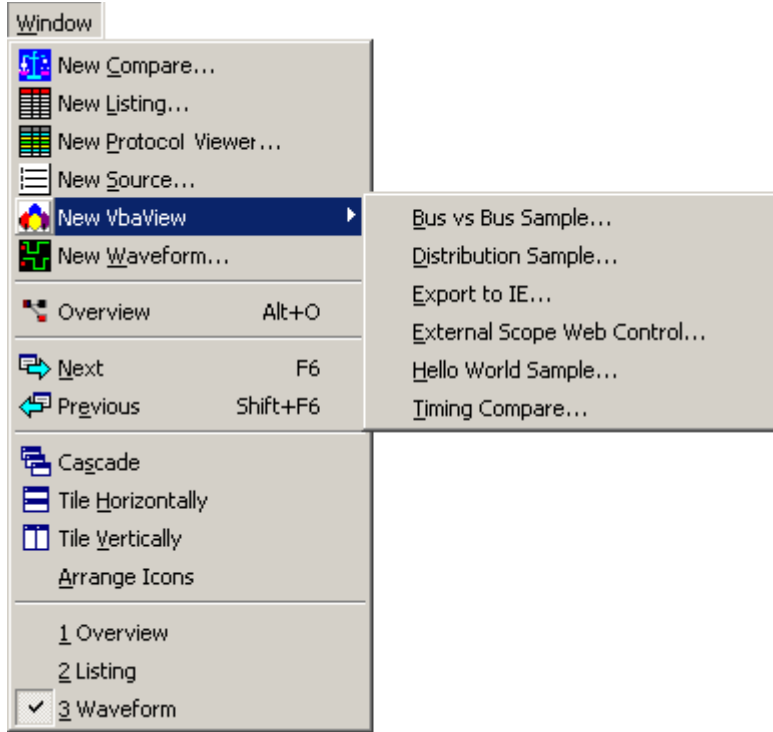 Window
New Compare...
New Listing...
New Protocol Viewer...
New Source...
New VbaView
New Waveform...
Overview Alt+O
Next F6
Previous Shift+F6
Cascade
Tile Horizontally
Tile Vertically
Arrange Icons
1 Overview
2 Listing
3 Waveform
Bus vs Bus Sample...
Distribution Sample...
Export to IE...
External Scope Web Control...
Hello World Sample...
Timing Compare...